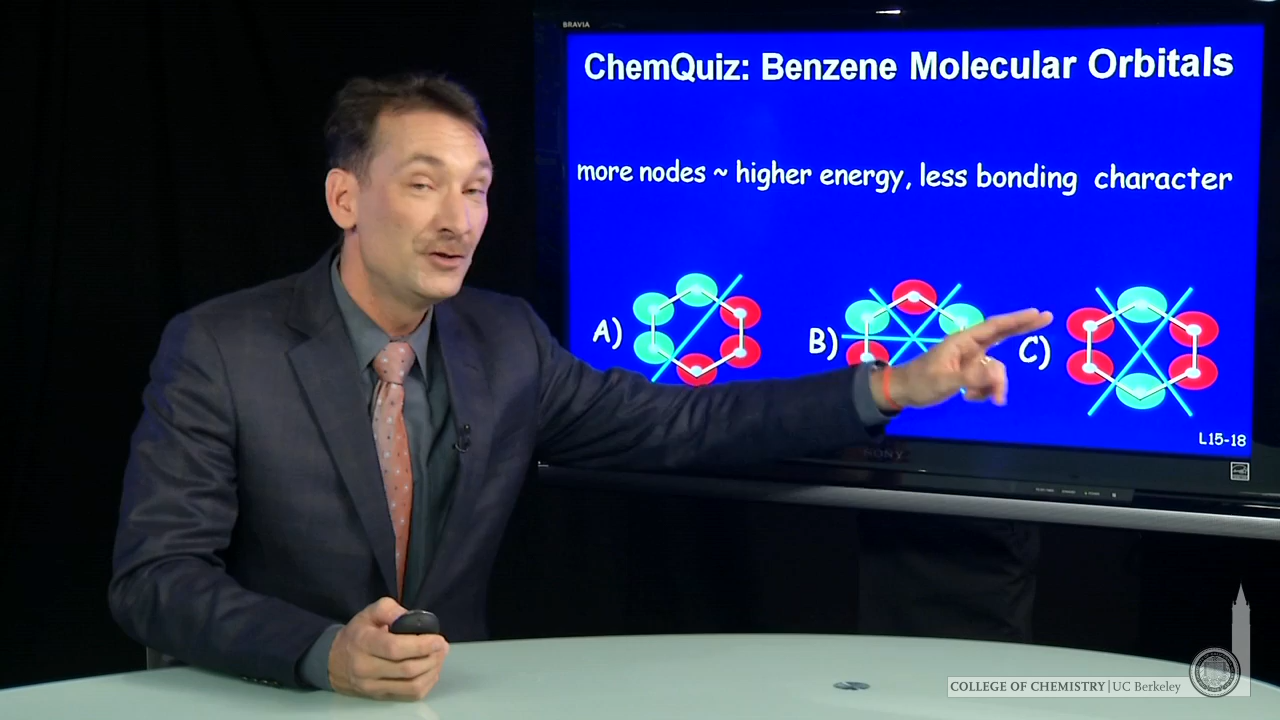 BRAVIA
ChemQuiz: Benzene Molecular Orbitals
more nodes ~ higher energy, less bonding character
A)
B)
C)
L15-18
SONY
COLLEGE OF CHEMISTRY | UC Berkeley